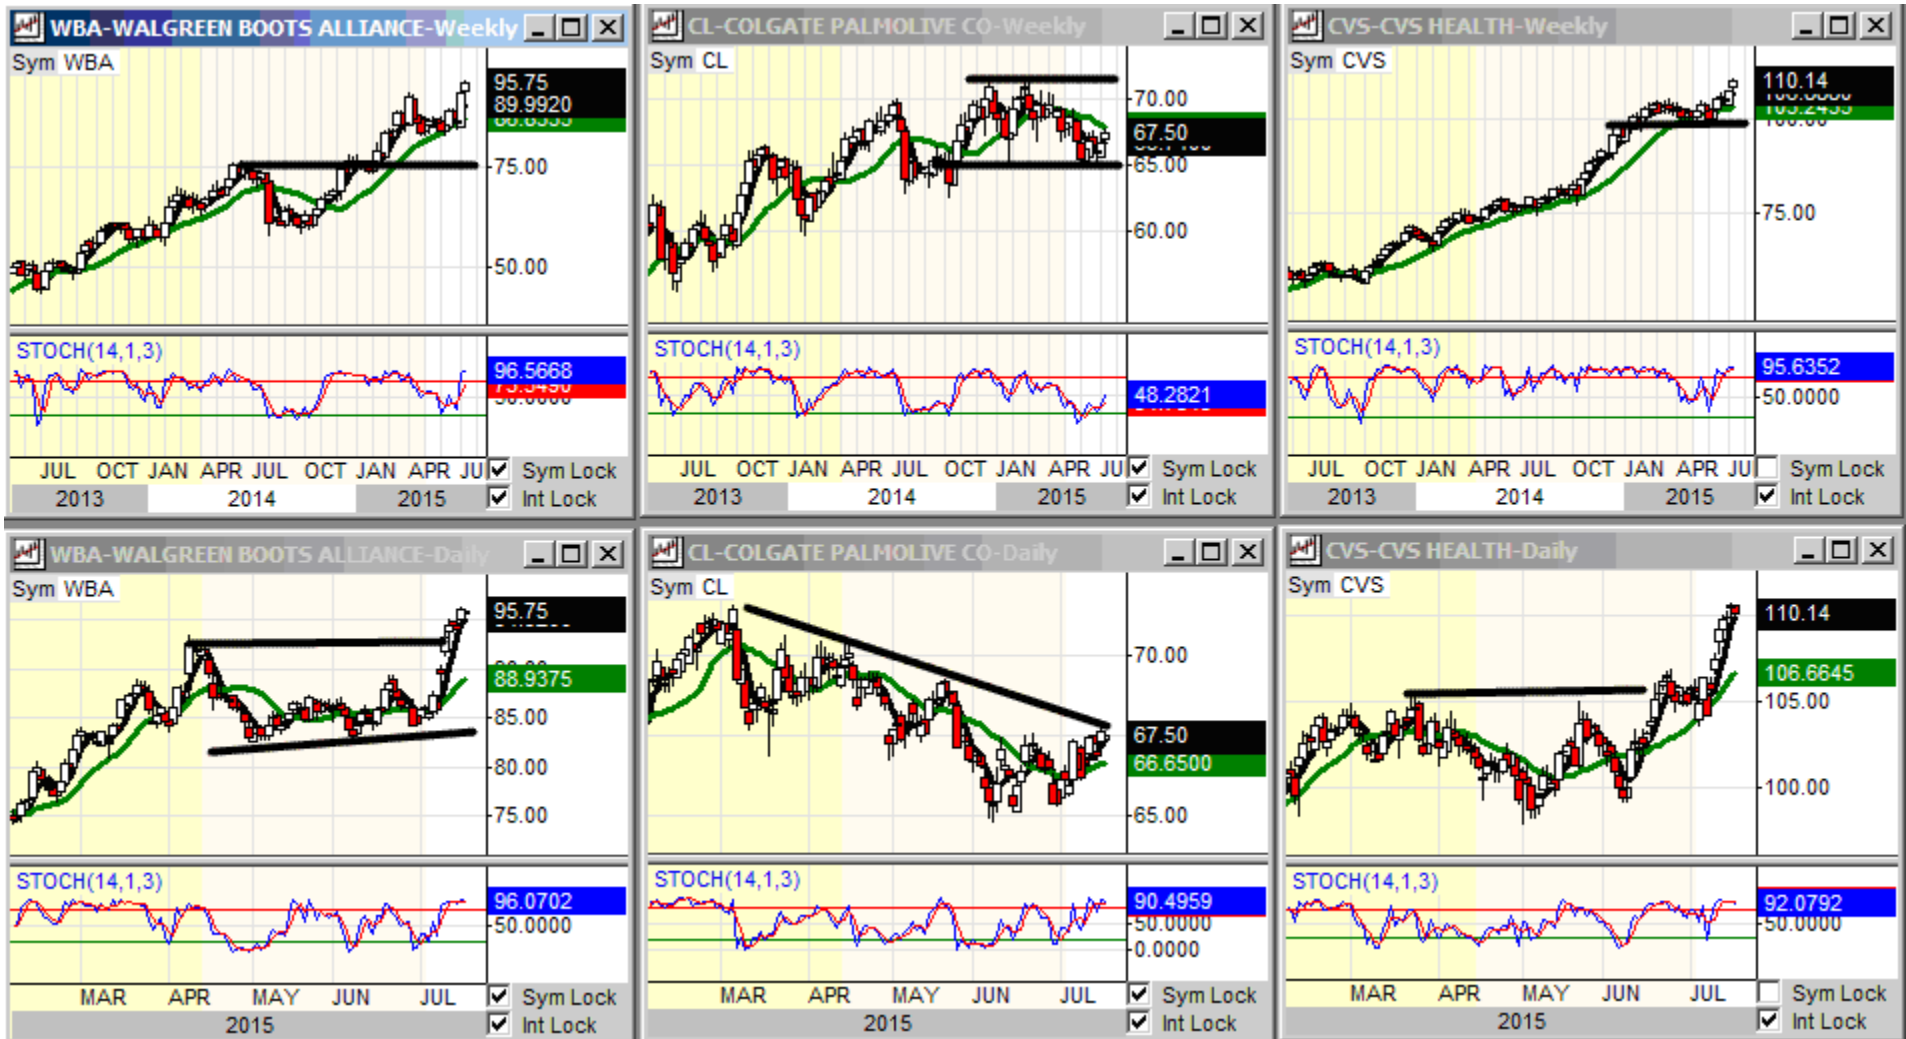 WBA-WALGREEN BOOTS ALLIANCE-Weekly
Sym WBA
95.75
89.9920
75.00
50.00
STOCH(14,1,3)
96.5668
JUL OCT JAN APR JUL OCT JAN APR JU
2013 2014 2015
Sym Lock
Int Lock
CL-COLGATE PALMOLIVE CO-Weekly
Sym CL
70.00
67.50
65.00
60.00
STOCH(14,1,3)
48.2821
JUL OCT JAN APR JUL OCT JAN APR JU
2013 2014 2015
Sym Lock
Int Lock
CVS-CVS HEALTH-Weekly
Sym CVS
110.14
75.00
STOCH(14,1,3)
95.6352
50.0000
JUL OCT JAN APR JUL OCT JAN APR JU
2013 2014 2015
Sym Lock
Int Lock
WBA-WALGREEN BOOTS ALLIANCE-Daily
Sym WBA
95.75
88.9375
85.00
80.00
75.00
STOCH(14,1,3)
96.0702
50.0000
MAR APR MAY JUN JUL
2015
Sym Lock
Int Lock
CL-COLGATE PALMOLIVE CO-Daily
Sym CL
70.00
67.50
66.6500
65.00
STOCH(14,1,3)
90.4959
50.0000
0.0000
MAR APR MAY JUN JUL
2015
Sym Lock
Int Lock
CVS-CVS HEALTH-Daily
Sym CVS
110.14
106.6645
105.00
100.00
STOCH(14,1,3)
92.0792
50.0000
MAR APR MAY JUN JUL
2015
Sym Lock
Int Lock